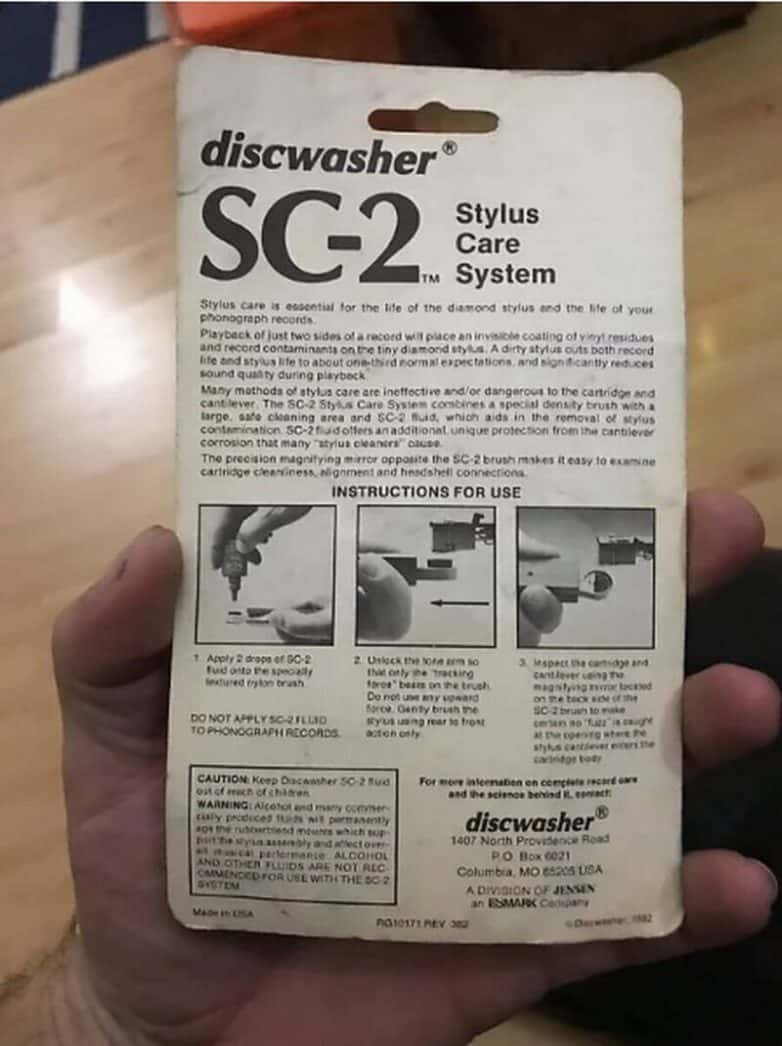 discwasher®
SC-2™ Stylus
Care
System
Stylus care is essential for the life of the diamond stylus and the life of your
phonograph records.
Playback of just two sides of a record will place an invisible coating of vinyl residues
and record contaminants on the tiny diamond stylus. A dirty stylus cuts both record
life and stylus life to about one-third normal expectations, and significantly reduces
sound quality during playback
Many methods of stylus care are ineffective and/or dangerous to the cartridge and
cantilever. The SC-2 Stylus Care System combines a special density brush with a
large, safe cleaning area and SC-2 fluid, which aids in the removal of stylus
contamination. SC-2 fluid offers an additional, unique protection from the cantilever
corrosion that many "stylus cleaners" cause.
The precision magnifying mirror opposite the SC-2 brush makes it easy to examine
cartridge cleanliness, alignment and headshell connections.
INSTRUCTIONS FOR USE
1. Apply 2 drops of SC-2
fluid onto the specially
textured nylon brush.
DO NOT APPLY SC-2 FLUID
TO PHONOGRAPH RECORDS.
2. Unlock the tone arm so
that only the "tracking
force" bears on the brush.
Do not use any upward
force. Gently brush the
stylus using rear to front
action only.
3. Inspect the cartridge and
cantilever using the
magnifying mirror located
on the back side of the
SC-2 brush to make
certain no "fuzz" is caught
at the opening where the
stylus cantilever enters the
cartridge body
CAUTION: Keep Discwasher SC-2 fluid
out of reach of children.
WARNING: Alcohol and many commer-
cially produced fluids will permanently
age the rubber/blend mounts which sup-
port the stylus assembly and affect over-
all musical performance. ALCOHOL
AND OTHER FLUIDS ARE NOT REC-
OMMENDED FOR USE WITH THE SC-2
SYSTEM
For more information on complete record care
and the science behind it, contact:
discwasher®
1407 North Providence Road
P.O. Box 6021
Columbia, MO 65205 USA
A DIVISION OF JENSEN
an ESMARK Company
Made in USA
RG10171 REV 382
© Discwasher, 1982